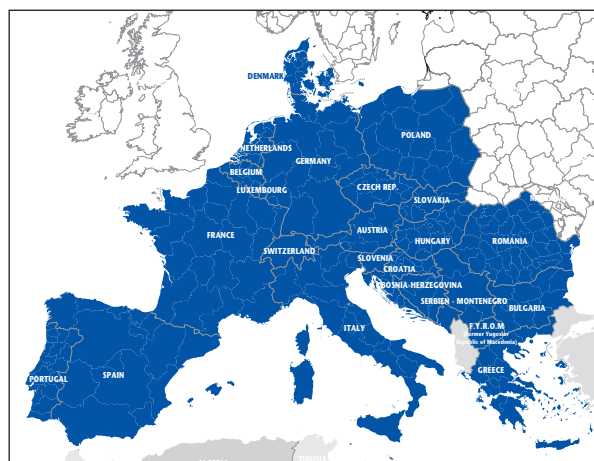 DENMARK
POLAND
NETHERLANDS
GERMANY
BELGIUM
LUXEMBOURG
CZECH REP.
SLOVAKIA
FRANCE
SWITZERLAND
AUSTRIA
HUNGARY
ROMANIA
SLOVENIA
CROATIA
BOSNIA-HERZEGOVINA
SERBIEN - MONTENEGRO
BULGARIA
ITALY
F.Y.R.O.M
(Former Yugoslav
Republic of Macedonia)
GREECE
PORTUGAL
SPAIN
TUNISIA